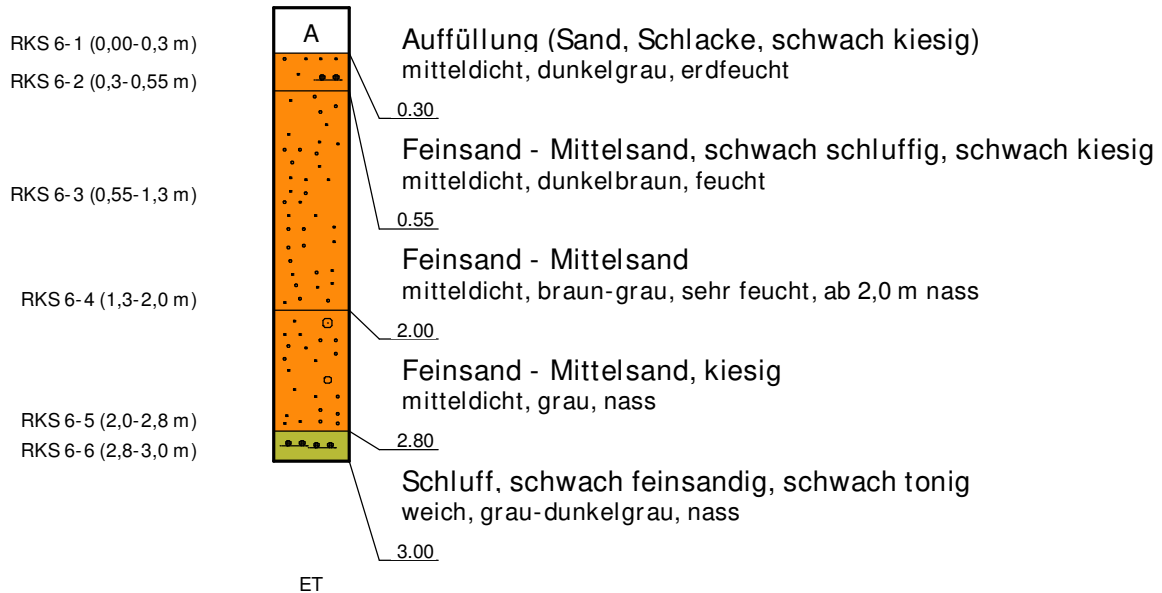 A
RKS 6-1 (0,00-0,3 m)
Auffüllung (Sand, Schlacke, schwach kiesig)
mitteldicht, dunkelgrau, erdfeucht
RKS 6-2 (0,3-0,55 m)
0.30
Feinsand - Mittelsand, schwach schluffig, schwach kiesig
mitteldicht, dunkelbraun, feucht
RKS 6-3 (0,55-1,3 m)
0.55
Feinsand - Mittelsand
mitteldicht, braun-grau, sehr feucht, ab 2,0 m nass
RKS 6-4 (1,3-2,0 m)
2.00
Feinsand - Mittelsand, kiesig
mitteldicht, grau, nass
RKS 6-5 (2,0-2,8 m)
2.80
RKS 6-6 (2,8-3,0 m)
Schluff, schwach feinsandig, schwach tonig
weich, grau-dunkelgrau, nass
3.00
ET